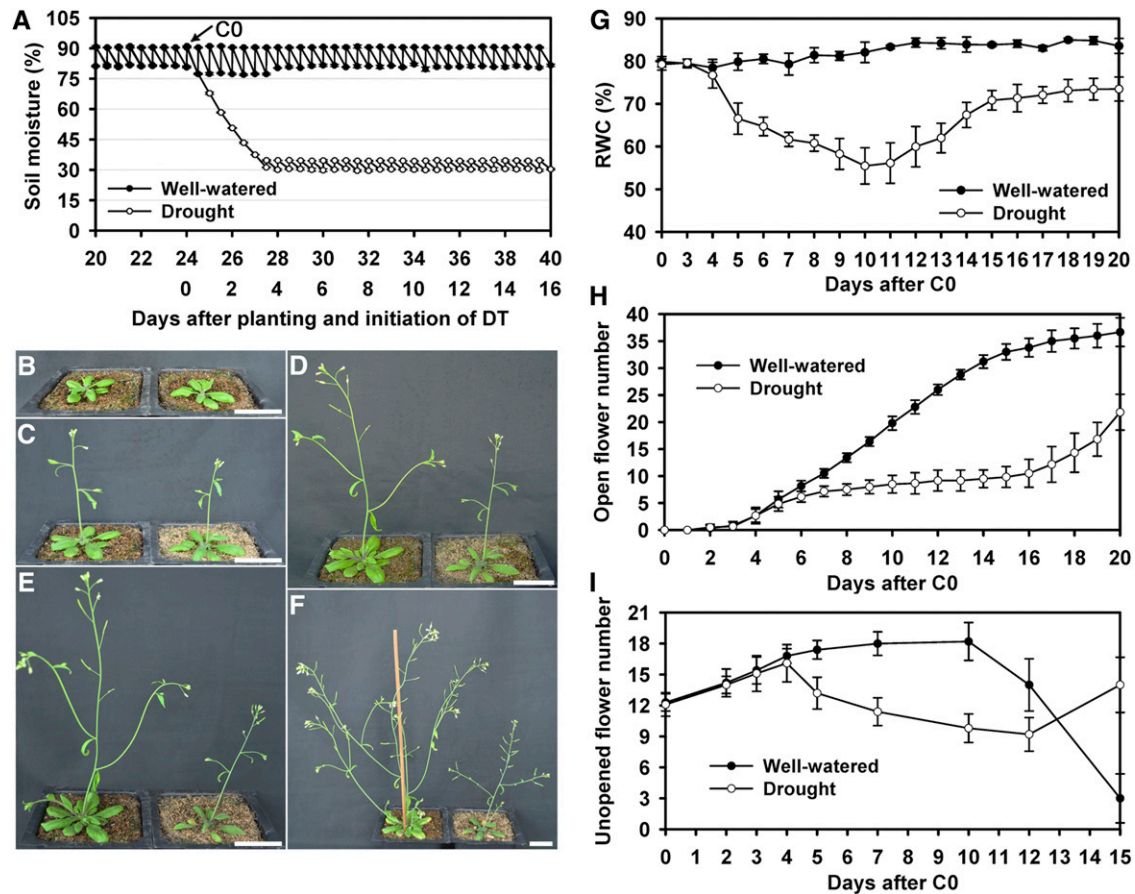 A
C0
Soil moisture (%)
105
90
75
60
45
30
15
0
Well-watered
Drought
20 22 24 26 28 30 32 34 36 38 40
0 2 4 6 8 10 12 14 16
Days after planting and initiation of DT
B
C
D
E
F
G
RWC (%)
90
80
70
60
50
40
Well-watered
Drought
0 3 4 5 6 7 8 9 10 11 12 13 14 15 16 17 18 19 20
Days after C0
H
Open flower number
40
35
30
25
20
15
10
5
0
Well-watered
Drought
0 2 4 6 8 10 12 14 16 18 20
Days after C0
I
Unopened flower number
21
18
15
12
9
6
3
0
Well-watered
Drought
0 1 2 3 4 5 6 7 8 9 10 11 12 13 14 15
Days after C0